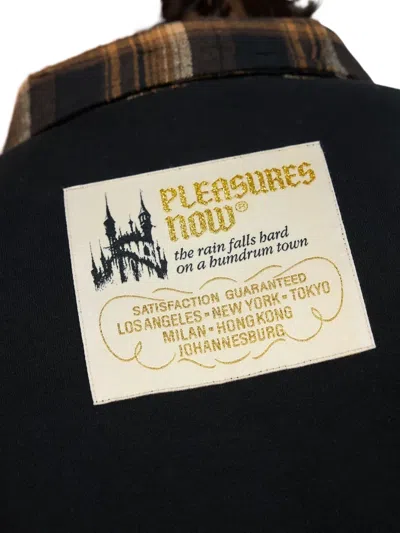 PLEASURES
NOW®
the rain falls hard
on a humdrum town
SATISFACTION GUARANTEED
LOS ANGELES - NEW YORK - TOKYO
MILAN - HONG KONG
JOHANNESBURG